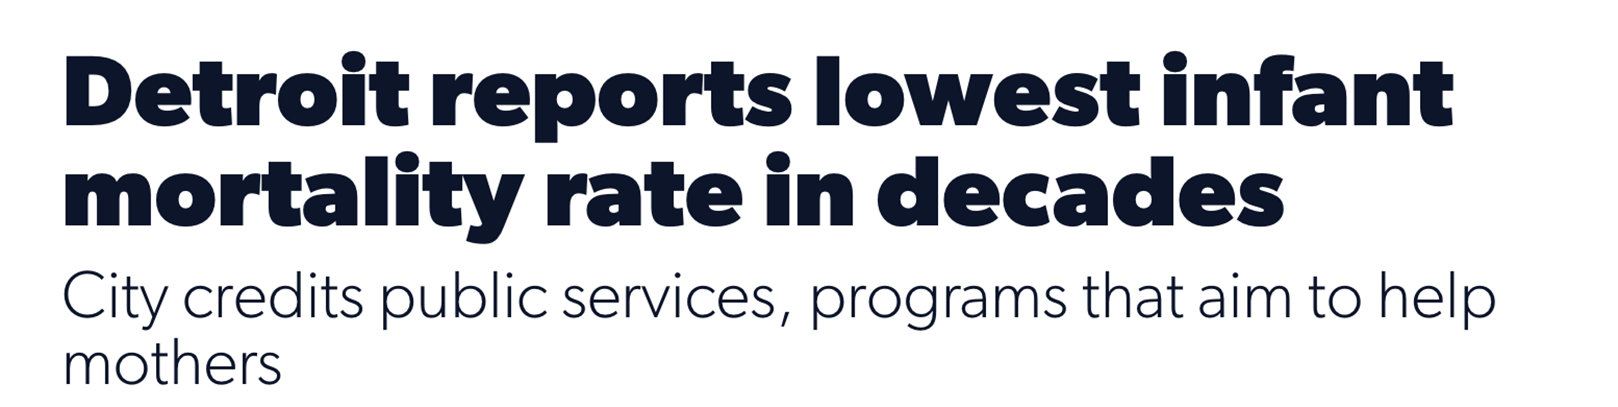 Detroit reports lowest infant
mortality rate in decades
City credits public services, programs that aim to help
mothers